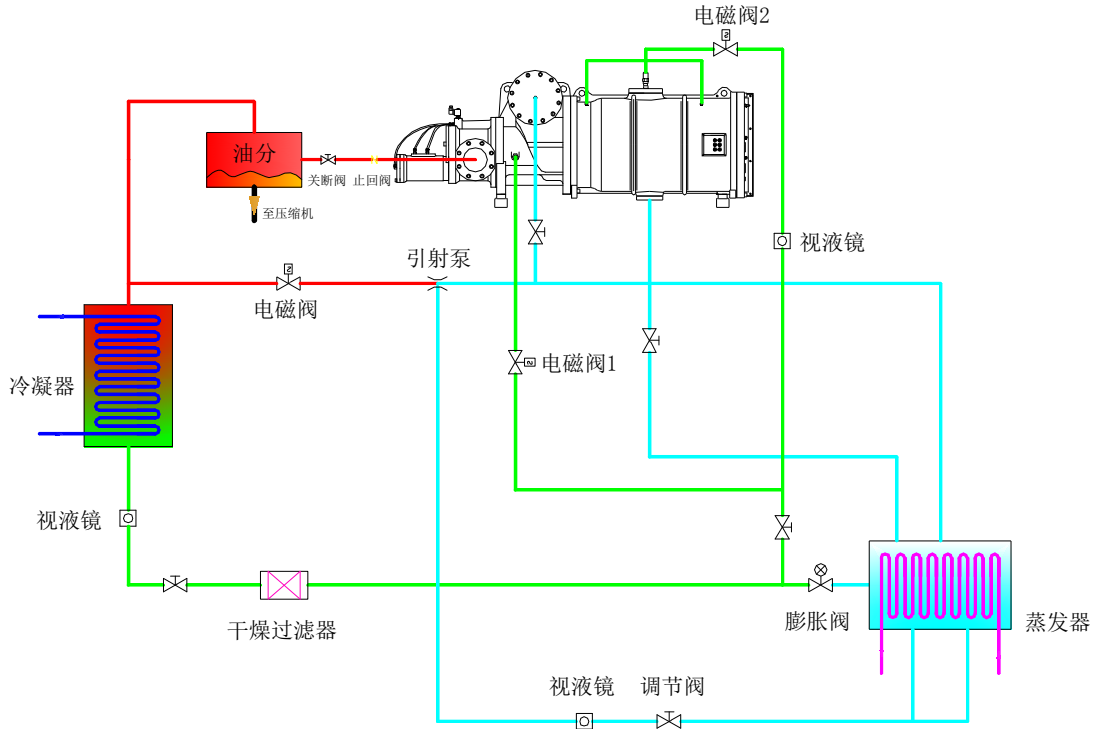 电磁阀2
油分
关断阀 止回阀
至压缩机
视液镜
引射泵
电磁阀
电磁阀1
冷凝器
视液镜
干燥过滤器
膨胀阀
蒸发器
视液镜
调节阀